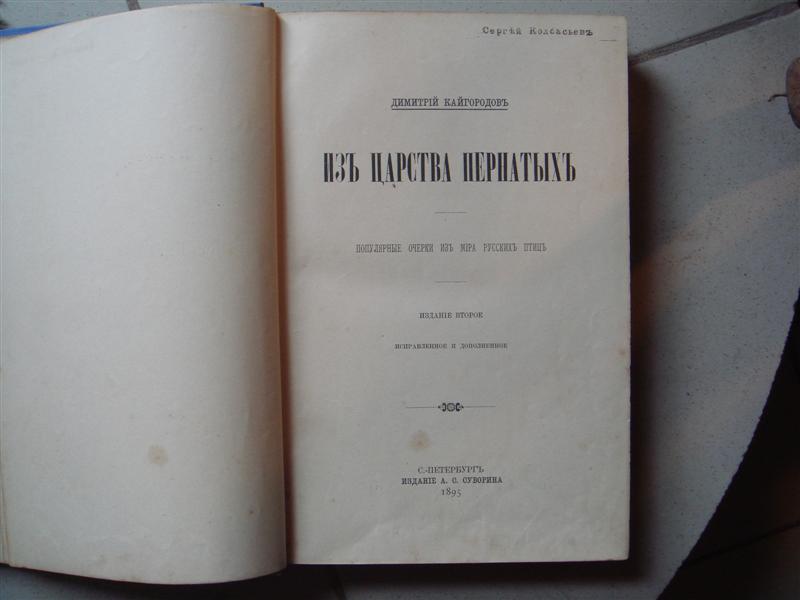 Сергѣй Колбасьевъ
ДИМИТРІЙ КАЙГОРОДОВЪ
ИЗЪ ЦАРСТВА ПЕРНАТЫХЪ
ПОПУЛЯРНЫЕ ОЧЕРКИ ИЗЪ МІРА РУССКИХЪ ПТИЦЪ
ИЗДАНІЕ ВТОРОЕ
ИСПРАВЛЕННОЕ И ДОПОЛНЕННОЕ
С.-ПЕТЕРБУРГЪ
ИЗДАНІЕ А. С. СУВОРИНА
1895